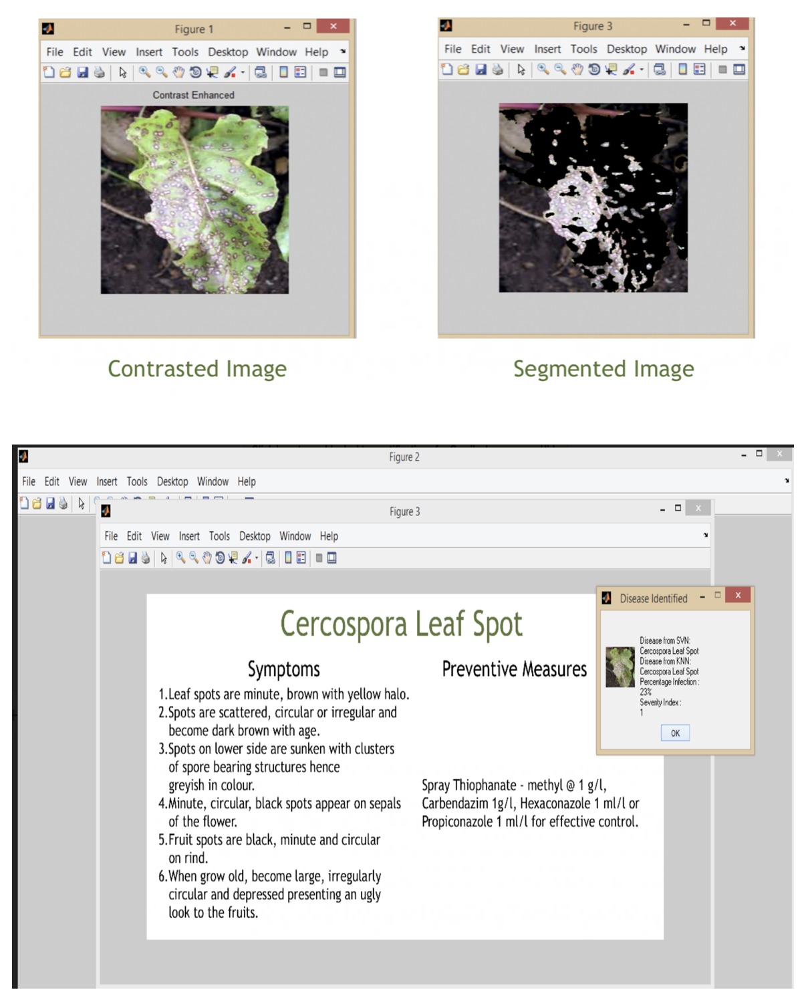 Figure 1
File Edit View Insert Tools Desktop Window Help
Contrast Enhanced
Contrasted Image
Figure 3
File Edit View Insert Tools Desktop Window Help
Segmented Image
Figure 2
x
File Edit View Insert Tools Desktop Window Help
Figure 3
x
File Edit View Insert Tools Desktop Window Help
Cercospora Leaf Spot
Symptoms
1.Leaf spots are minute, brown with yellow halo.
2.Spots are scattered, circular or irregular and
become dark brown with age.
3.Spots on lower side are sunken with clusters
of spore bearing structures hence
greyish in colour.
4.Minute, circular, black spots appear on sepals
of the flower.
5.Fruit spots are black, minute and circular
on rind.
6.When grow old, become large, irregularly
circular and depressed presenting an ugly
look to the fruits.
Preventive Measures
Spray Thiophanate - methyl @ 1 g/l,
Carbendazim 1g/l, Hexaconazole 1 ml/l or
Propiconazole 1 ml/l for effective control.
Disease Identified
x
Disease from SVN:
Cercospora Leaf Spot
Disease from KNN:
Cercospora Leaf Spot
Percentage Infection :
23%
Severity Index :
1
OK